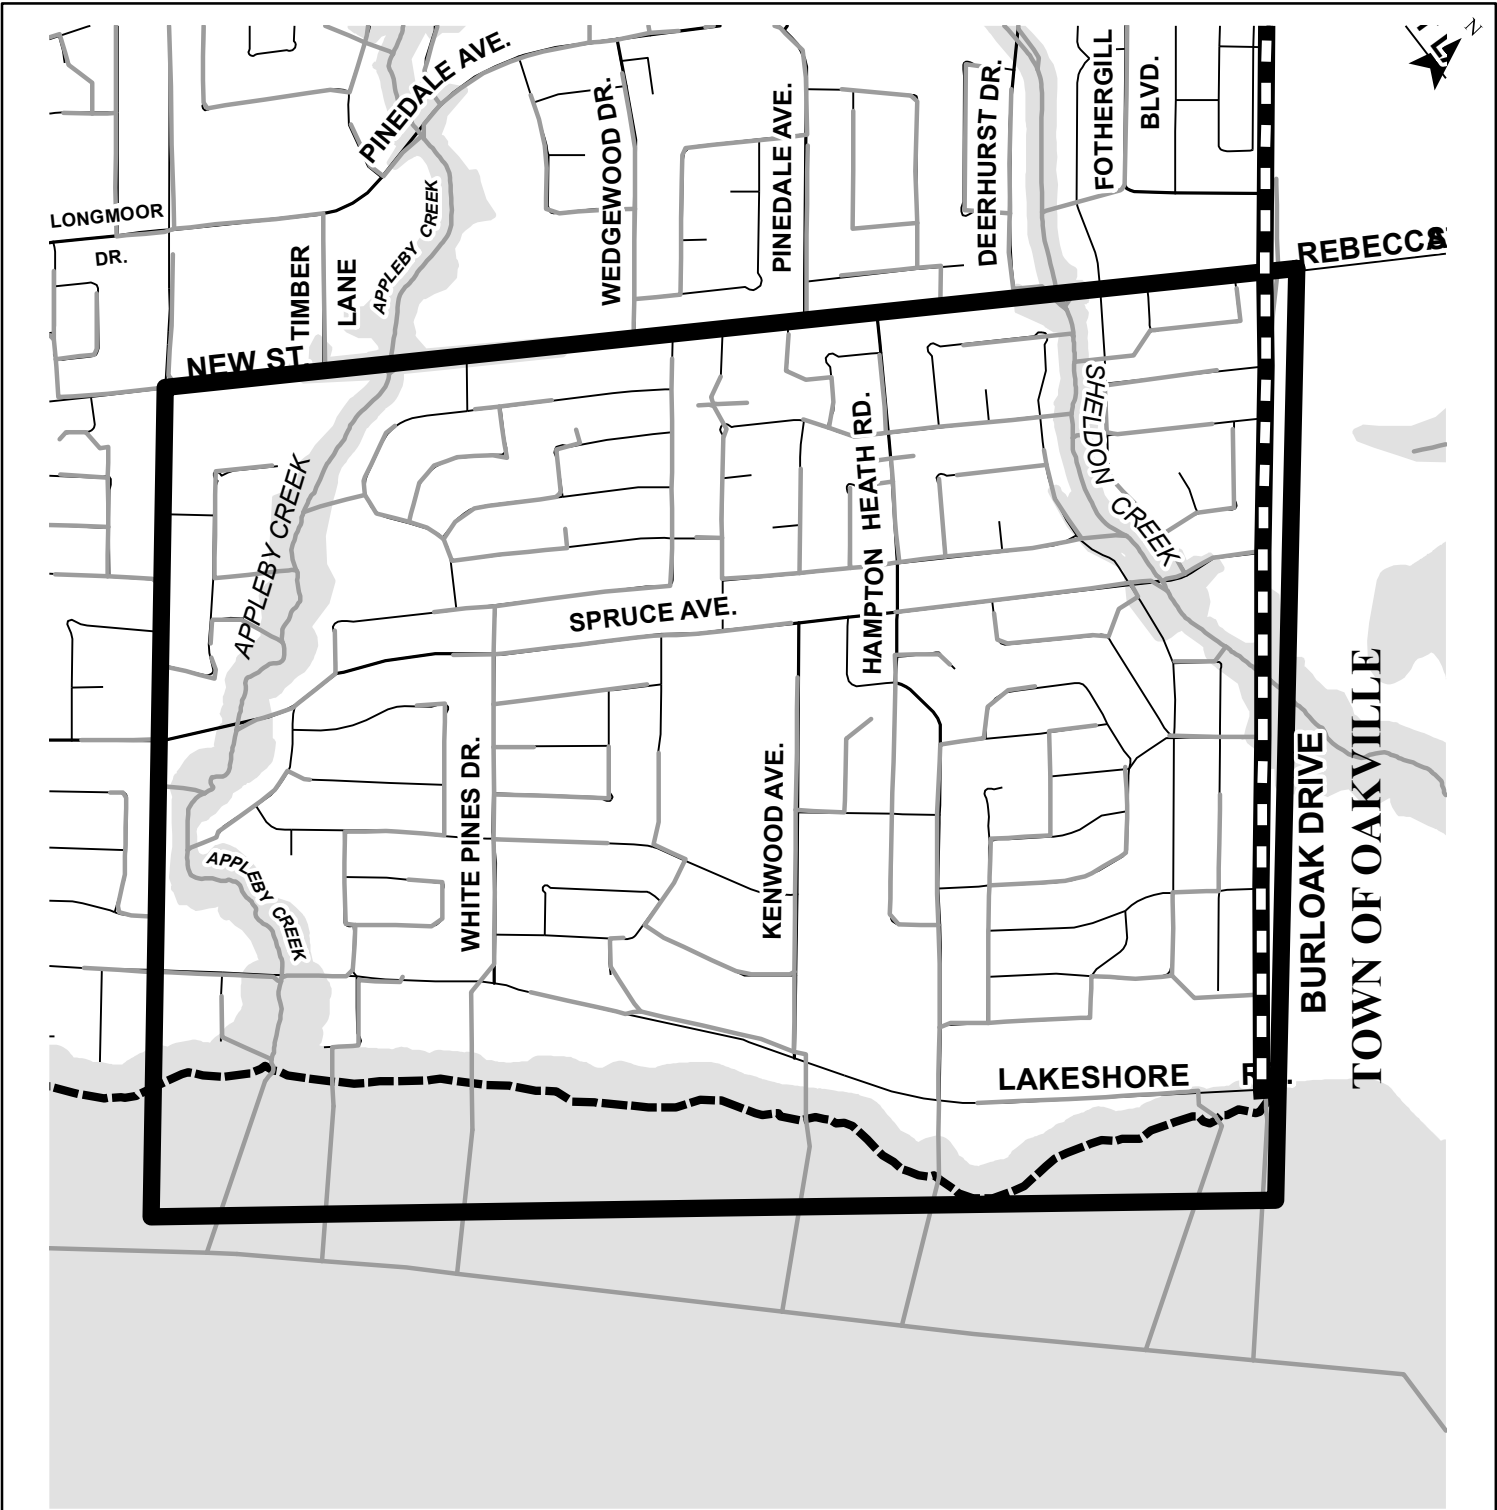 N
PINEDALE AVE.
WEDGEWOOD DR.
PINEDALE AVE.
DEERHURST DR.
FOTHERGILL
BLVD.
LONGMOOR
DR.
TIMBER
LANE
APPLEBY CREEK
REBECCA
NEW ST.
APPLEBY CREEK
HAMPTON HEATH RD.
SHELDON CREEK
SPRUCE AVE.
WHITE PINES DR.
KENWOOD AVE.
BURLOAK DRIVE
TOWN OF OAKVILLE
APPLEBY CREEK
LAKESHORE